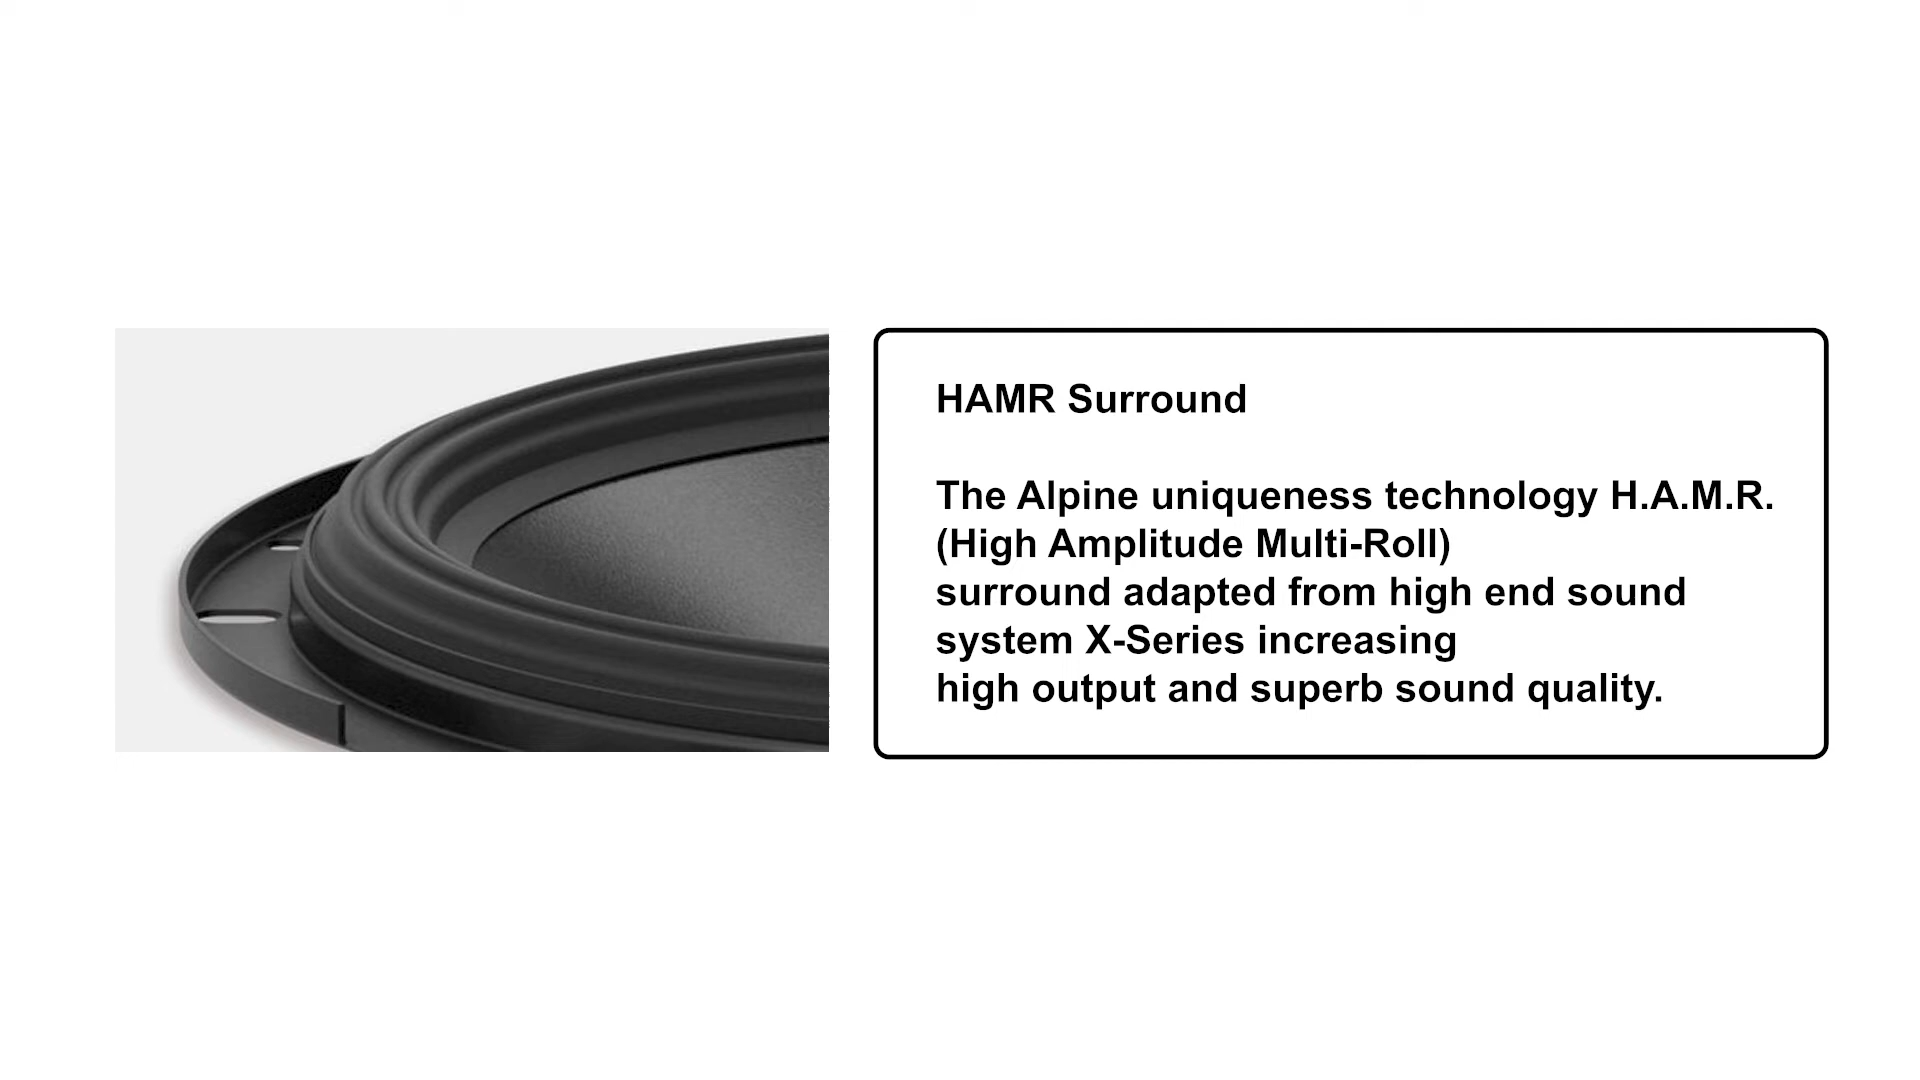 HAMR Surround
The Alpine uniqueness technology H.A.M.R.
(High Amplitude Multi-Roll)
surround adapted from high end sound
system X-Series increasing
high output and superb sound quality.